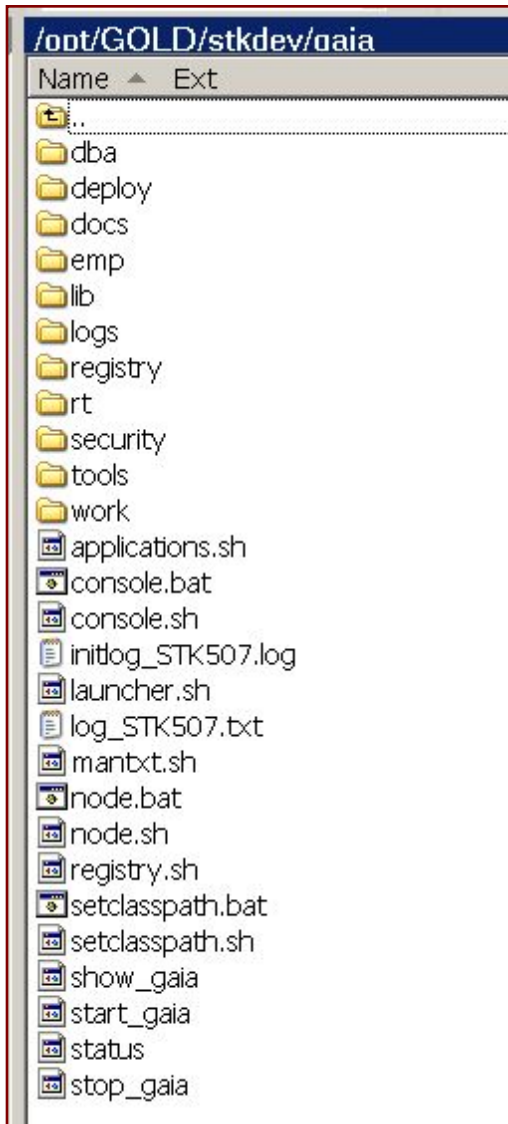 /opt/GOLD/stkdev/gaia
Name Ext
..
dba
deploy
docs
emp
lib
logs
registry
rt
security
tools
work
applications.sh
console.bat
console.sh
initlog_STK507.log
launcher.sh
log_STK507.txt
mantxt.sh
node.bat
node.sh
registry.sh
setclasspath.bat
setclasspath.sh
show_gaia
start_gaia
status
stop_gaia